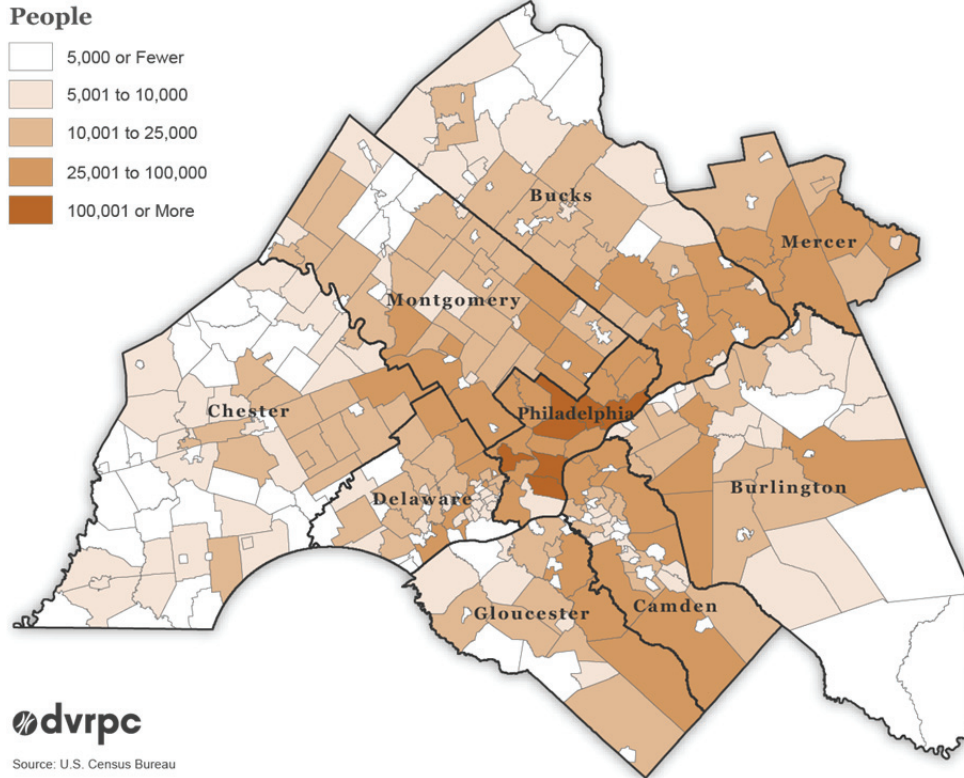 People
5,000 or Fewer
5,001 to 10,000
10,001 to 25,000
25,001 to 100,000
100,001 or More
Bucks
Mercer
Montgomery
Chester
Philadelphia
Delaware
Burlington
Gloucester
Camden
dvrpc
Source: U.S. Census Bureau